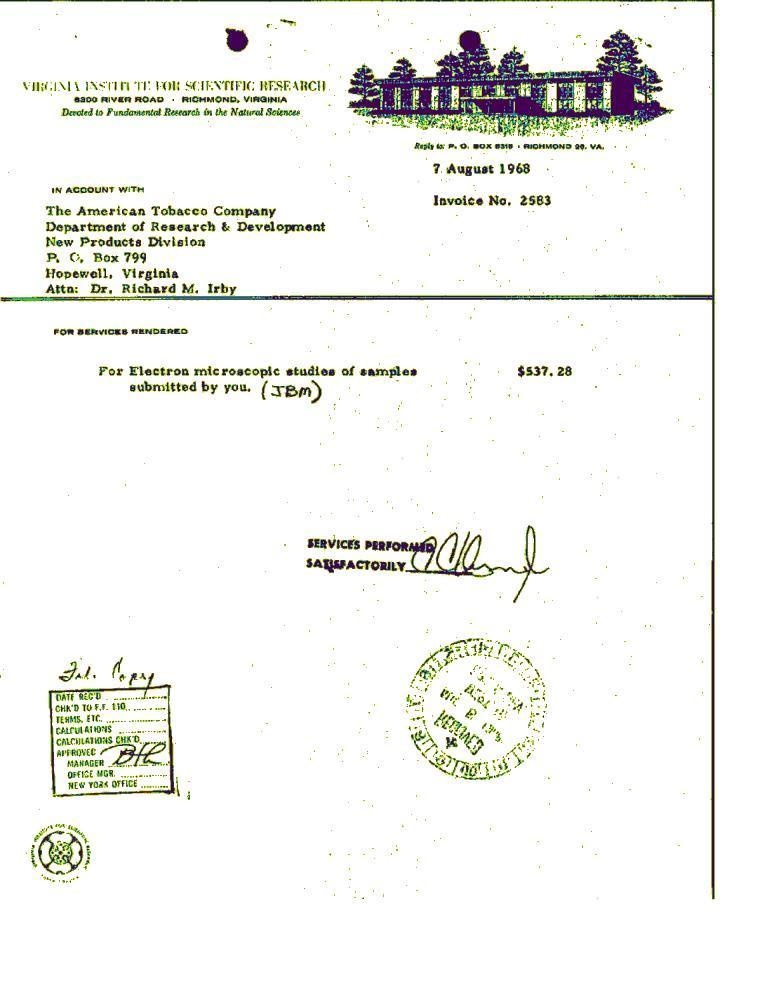 VIRGINIA INSTITUTE FOR SCIENTIFIC RESEARCH
6300 RIVER ROAD · RICHMOND, VIRGINIA
Devoted to Fundamental Research in the Natural Sciences
Reply to: P. O. BOX · RICHMOND 26, VA.
7 August 1968
Invoice No. 2583
IN ACCOUNT WITH
The American Tobacco Company
Department of Research & Development
New Products Division
P. O. Box 799
Hopewell, Virginia
Attn: Dr. Richard M. Irby
FOR SERVICES RENDERED
For Electron microscopic studies of samples $537.28
submitted by you. (JBM)
SERVICES PERFORMED
SATISFACTORILY
Copy
DATE REC'D
CHK'D TO F.F. 110
TERMS, ETC.
CALCULATIONS
CALCULATIONS CHK'D
APPROVED
MANAGER
OFFICE MGR.
NEW YORK OFFICE
RECEIVED